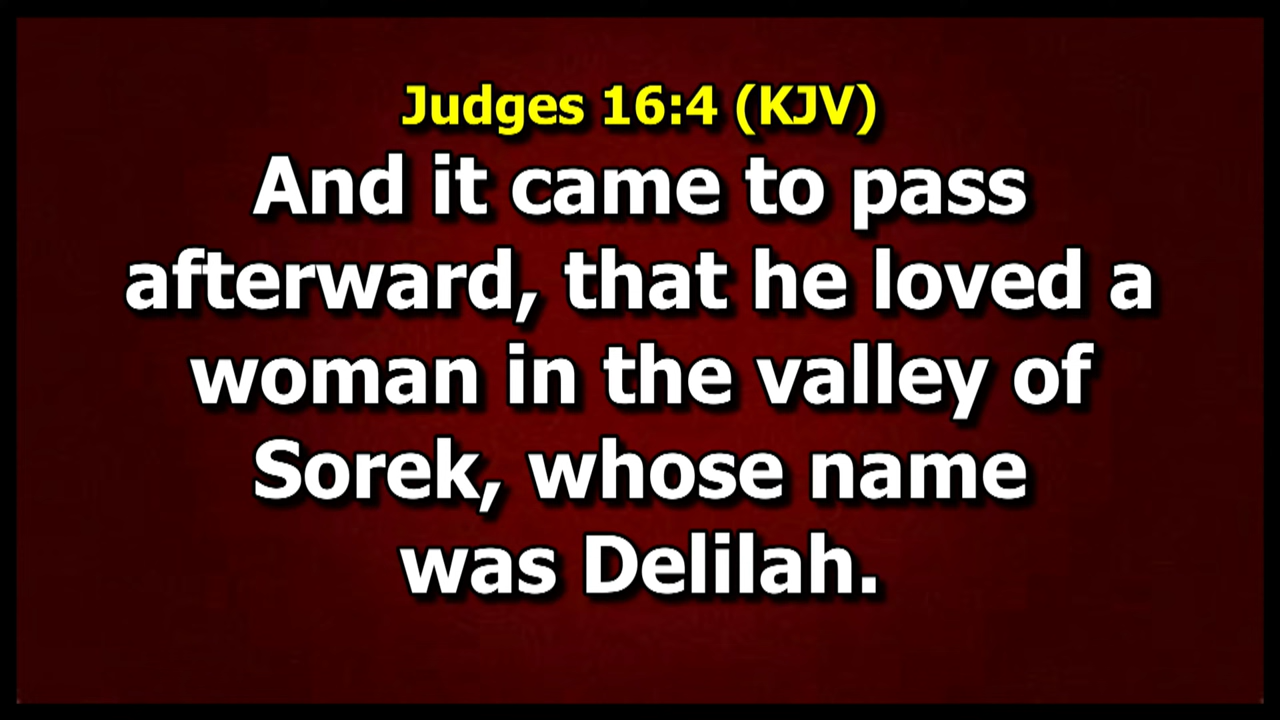 Judges 16:4 (KJV)
And it came to pass
afterward, that he loved a
woman in the valley of
Sorek, whose name
was Delilah.